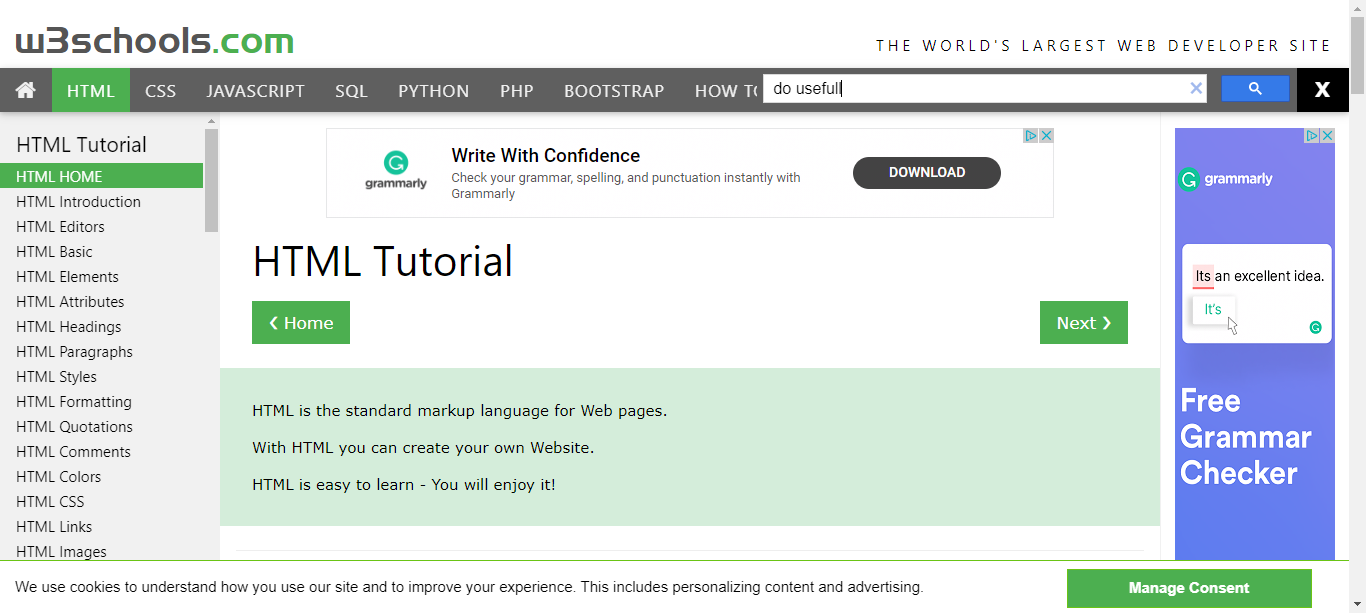 w3schools.com
THE WORLD'S LARGEST WEB DEVELOPER SITE
HTML CSS JAVASCRIPT SQL PYTHON PHP BOOTSTRAP HOW TO
do usefull
X
HTML Tutorial
HTML HOME
HTML Introduction
HTML Editors
HTML Basic
HTML Elements
HTML Attributes
HTML Headings
HTML Paragraphs
HTML Styles
HTML Formatting
HTML Quotations
HTML Comments
HTML Colors
HTML CSS
HTML Links
HTML Images
grammarly
Write With Confidence
Check your grammar, spelling, and punctuation instantly with
Grammarly
DOWNLOAD
HTML Tutorial
❮ Home
Next ❯
HTML is the standard markup language for Web pages.
With HTML you can create your own Website.
HTML is easy to learn - You will enjoy it!
grammarly
Its an excellent idea.
It's
Free
Grammar
Checker
We use cookies to understand how you use our site and to improve your experience. This includes personalizing content and advertising.
Manage Consent